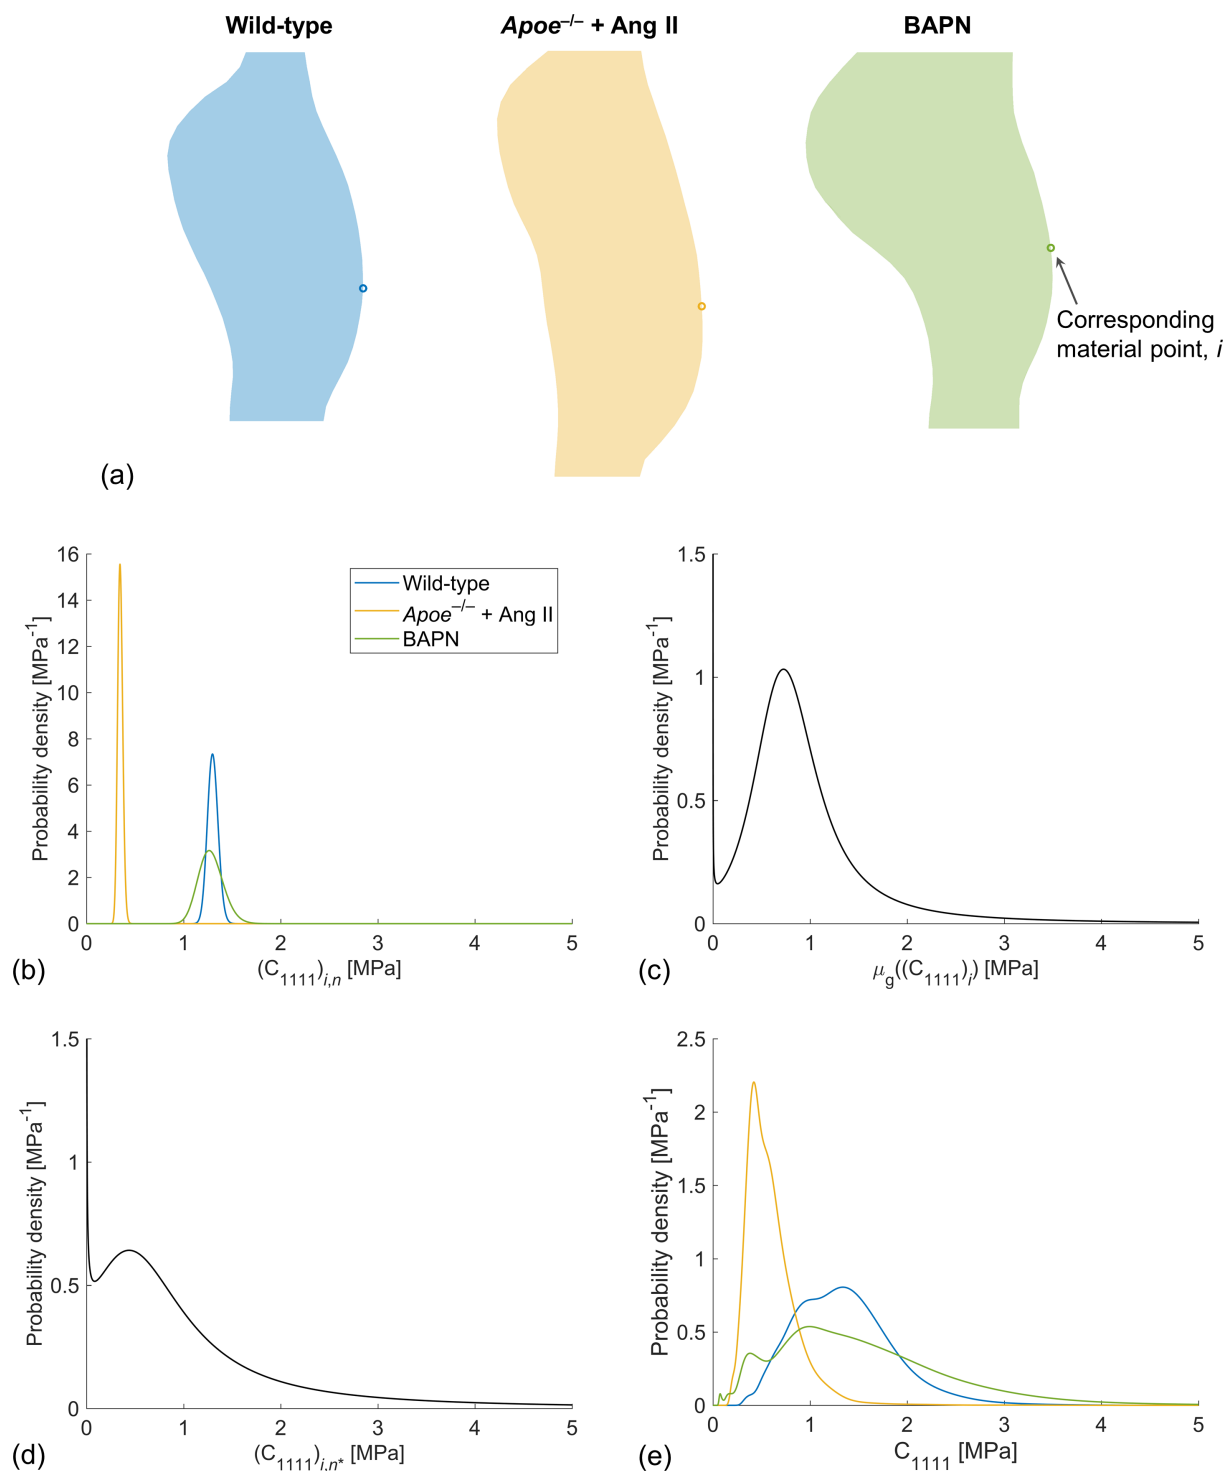 Wild-type
Apoe–/– + Ang II
BAPN
Corresponding
material point, i
(a)
16
14
12
10
8
6
4
2
0
Probability density [MPa-1]
Wild-type
Apoe–/– + Ang II
BAPN
0 1 2 3 4 5
(C1111)i,n [MPa]
(b)
1.5
1
0.5
0
Probability density [MPa-1]
0 1 2 3 4 5
μg((C1111)i) [MPa]
(c)
1.5
1
0.5
0
Probability density [MPa-1]
0 1 2 3 4 5
(C1111)i,n* [MPa]
(d)
2.5
2
1.5
1
0.5
0
Probability density [MPa-1]
0 1 2 3 4 5
C1111 [MPa]
(e)